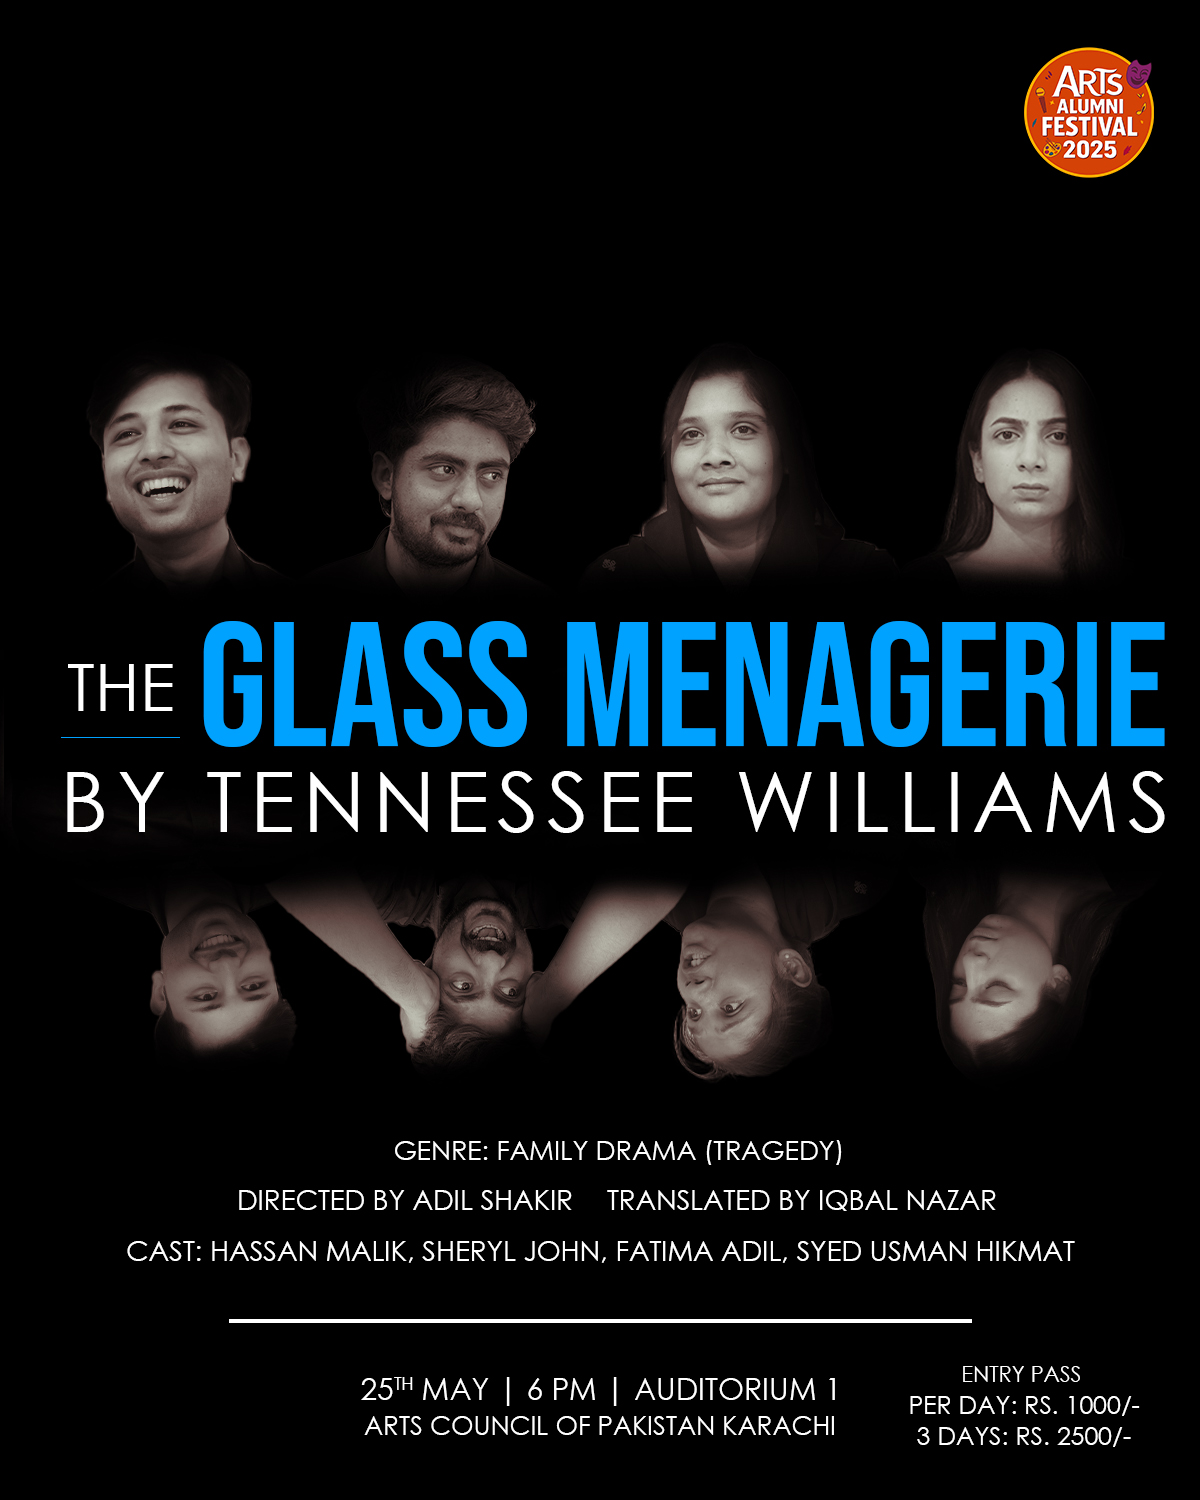 ARTS
ALUMNI
FESTIVAL
2025
THE GLASS MENAGERIE
BY TENNESSEE WILLIAMS
GENRE: FAMILY DRAMA (TRAGEDY)
DIRECTED BY ADIL SHAKIR TRANSLATED BY IQBAL NAZAR
CAST: HASSAN MALIK, SHERYL JOHN, FATIMA ADIL, SYED USMAN HIKMAT
25TH MAY | 6 PM | AUDITORIUM 1
ARTS COUNCIL OF PAKISTAN KARACHI
ENTRY PASS
PER DAY: RS. 1000/-
3 DAYS: RS. 2500/-